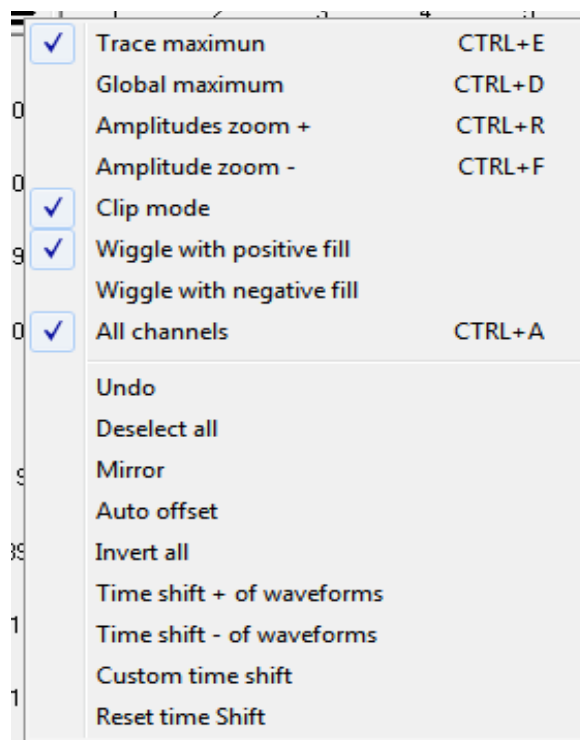 Trace maximun CTRL+E
Global maximum CTRL+D
Amplitudes zoom + CTRL+R
Amplitude zoom - CTRL+F
Clip mode
Wiggle with positive fill
Wiggle with negative fill
All channels CTRL+A
Undo
Deselect all
Mirror
Auto offset
Invert all
Time shift + of waveforms
Time shift - of waveforms
Custom time shift
Reset time Shift